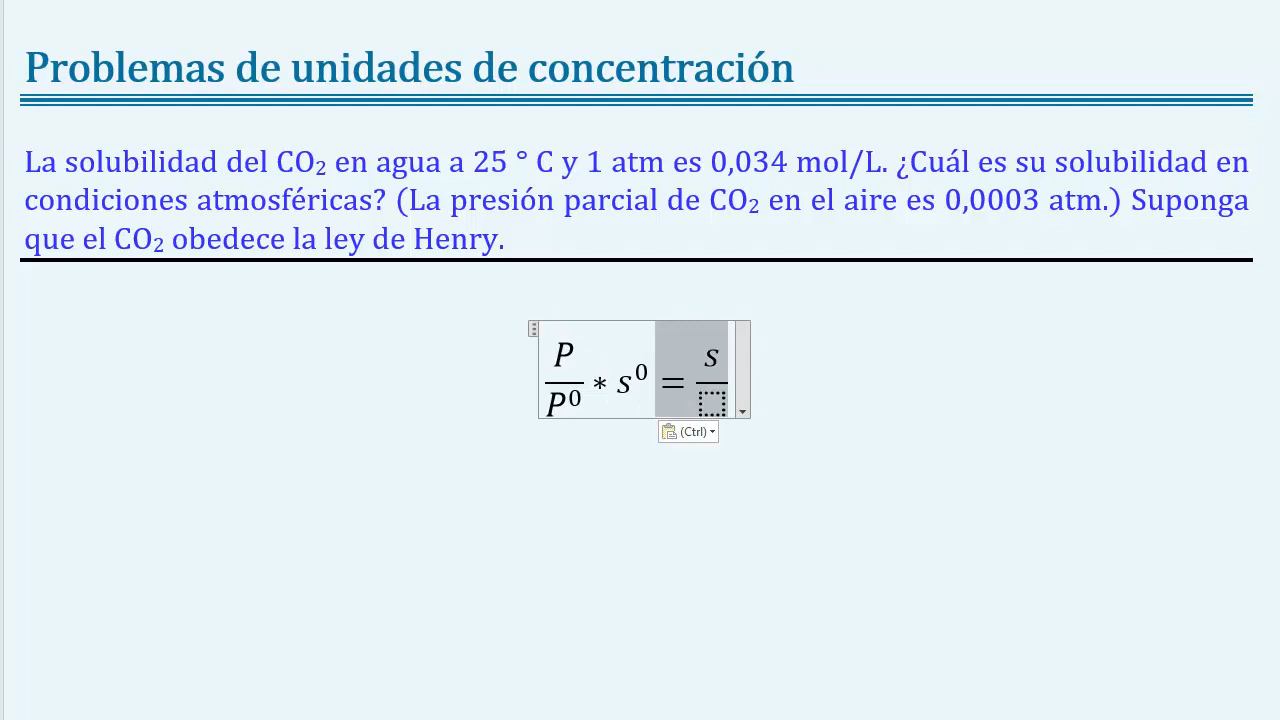 Problemas de unidades de concentración
La solubilidad del CO₂ en agua a 25 ° C y 1 atm es 0,034 mol/L. ¿Cuál es su solubilidad en
condiciones atmosféricas? (La presión parcial de CO₂ en el aire es 0,0003 atm.) Suponga
que el CO₂ obedece la ley de Henry.
P/P⁰ * s⁰ = s/
(Ctrl)